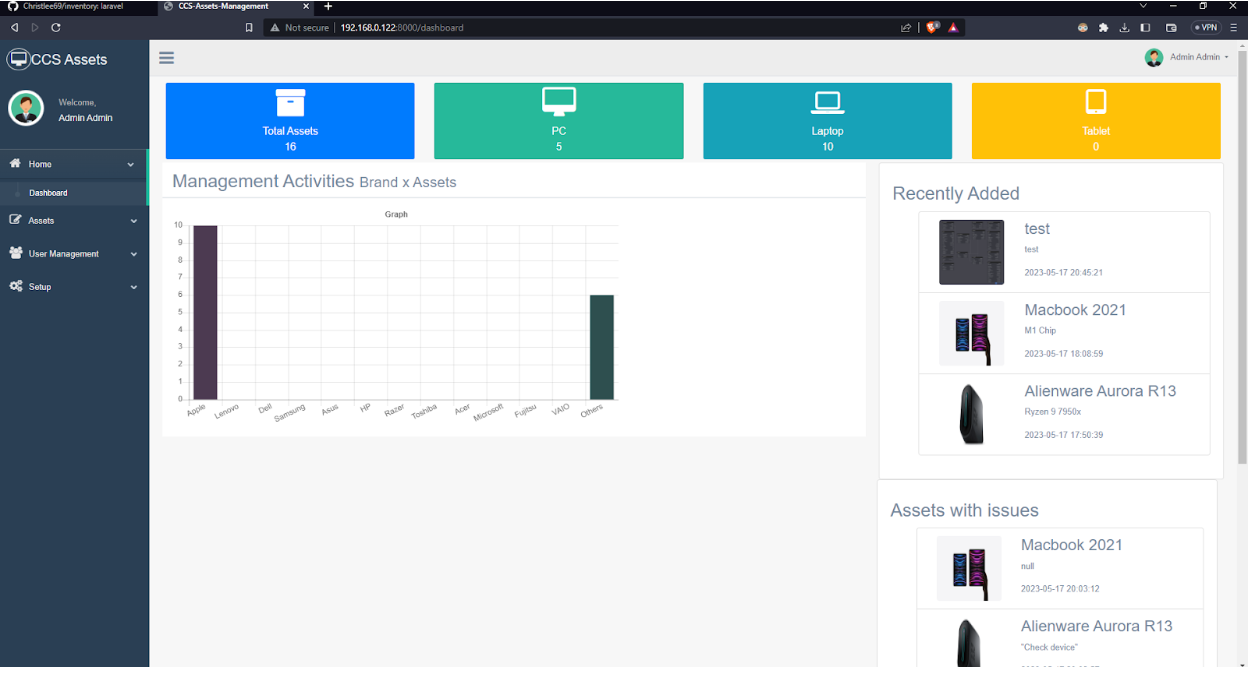 Christlee69/inventory: laravel
CCS-Assets-Management
Not secure
192.168.0.122:8000/dashboard
VPN
CCS Assets
Admin Admin
Welcome,
Admin Admin
Home
Dashboard
Assets
User Management
Setup
Total Assets
16
PC
5
Laptop
10
Tablet
0
Management Activities Brand x Assets
Graph
10
9
8
7
6
5
4
3
2
1
0
Apple
Lenovo
Dell
Samsung
Asus
HP
Razer
Toshiba
Acer
Microsoft
Fujitsu
VAIO
Others
Recently Added
test
test
2023-05-17 20:45:21
Macbook 2021
M1 Chip
2023-05-17 18:08:59
Alienware Aurora R13
Ryzen 9 7950x
2023-05-17 17:50:39
Assets with issues
Macbook 2021
null
2023-05-17 20:03:12
Alienware Aurora R13
"Check device"